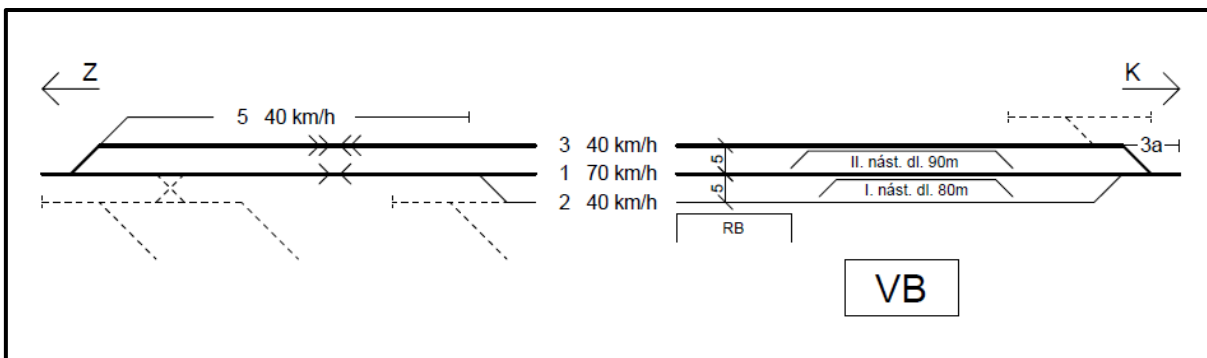 Z
K
5 40 km/h
3 40 km/h
3a
5
II. nást. dl. 90m
1 70 km/h
5
I. nást. dl. 80m
2 40 km/h
RB
VB